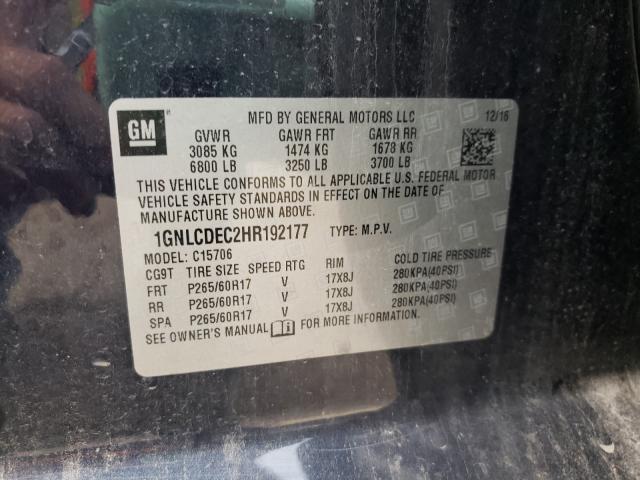 GM
MFD BY GENERAL MOTORS LLC 12/16
GVWR GAWR FRT GAWR RR
3085 KG 1474 KG 1678 KG
6800 LB 3250 LB 3700 LB
THIS VEHICLE CONFORMS TO ALL APPLICABLE U.S. FEDERAL MOTOR
VEHICLE SAFETY STANDARDS IN EFFECT ON THE DATE OF
MANUFACTURE SHOWN ABOVE.
1GNLCDEC2HR192177 TYPE: M.P.V.
MODEL: C15706
CG9T TIRE SIZE SPEED RTG RIM COLD TIRE PRESSURE
FRT P265/60R17 V 17X8J 280KPA(40PSI)
RR P265/60R17 V 17X8J 280KPA(40PSI)
SPA P265/60R17 V 17X8J 280KPA(40PSI)
SEE OWNER'S MANUAL FOR MORE INFORMATION.